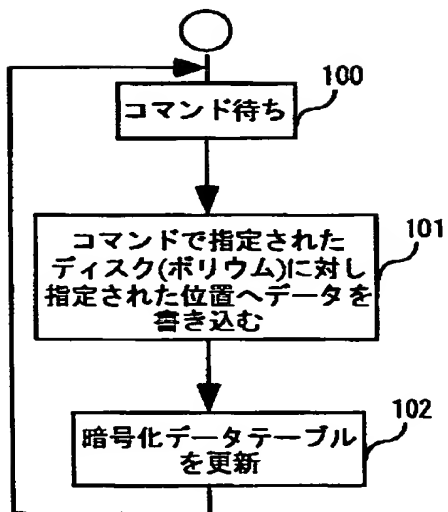 100
コマンド待ち
101
コマンドで指定された
ディスク(ボリウム)に対し
指定された位置へデータを
書き込む
102
暗号化データテーブル
を更新